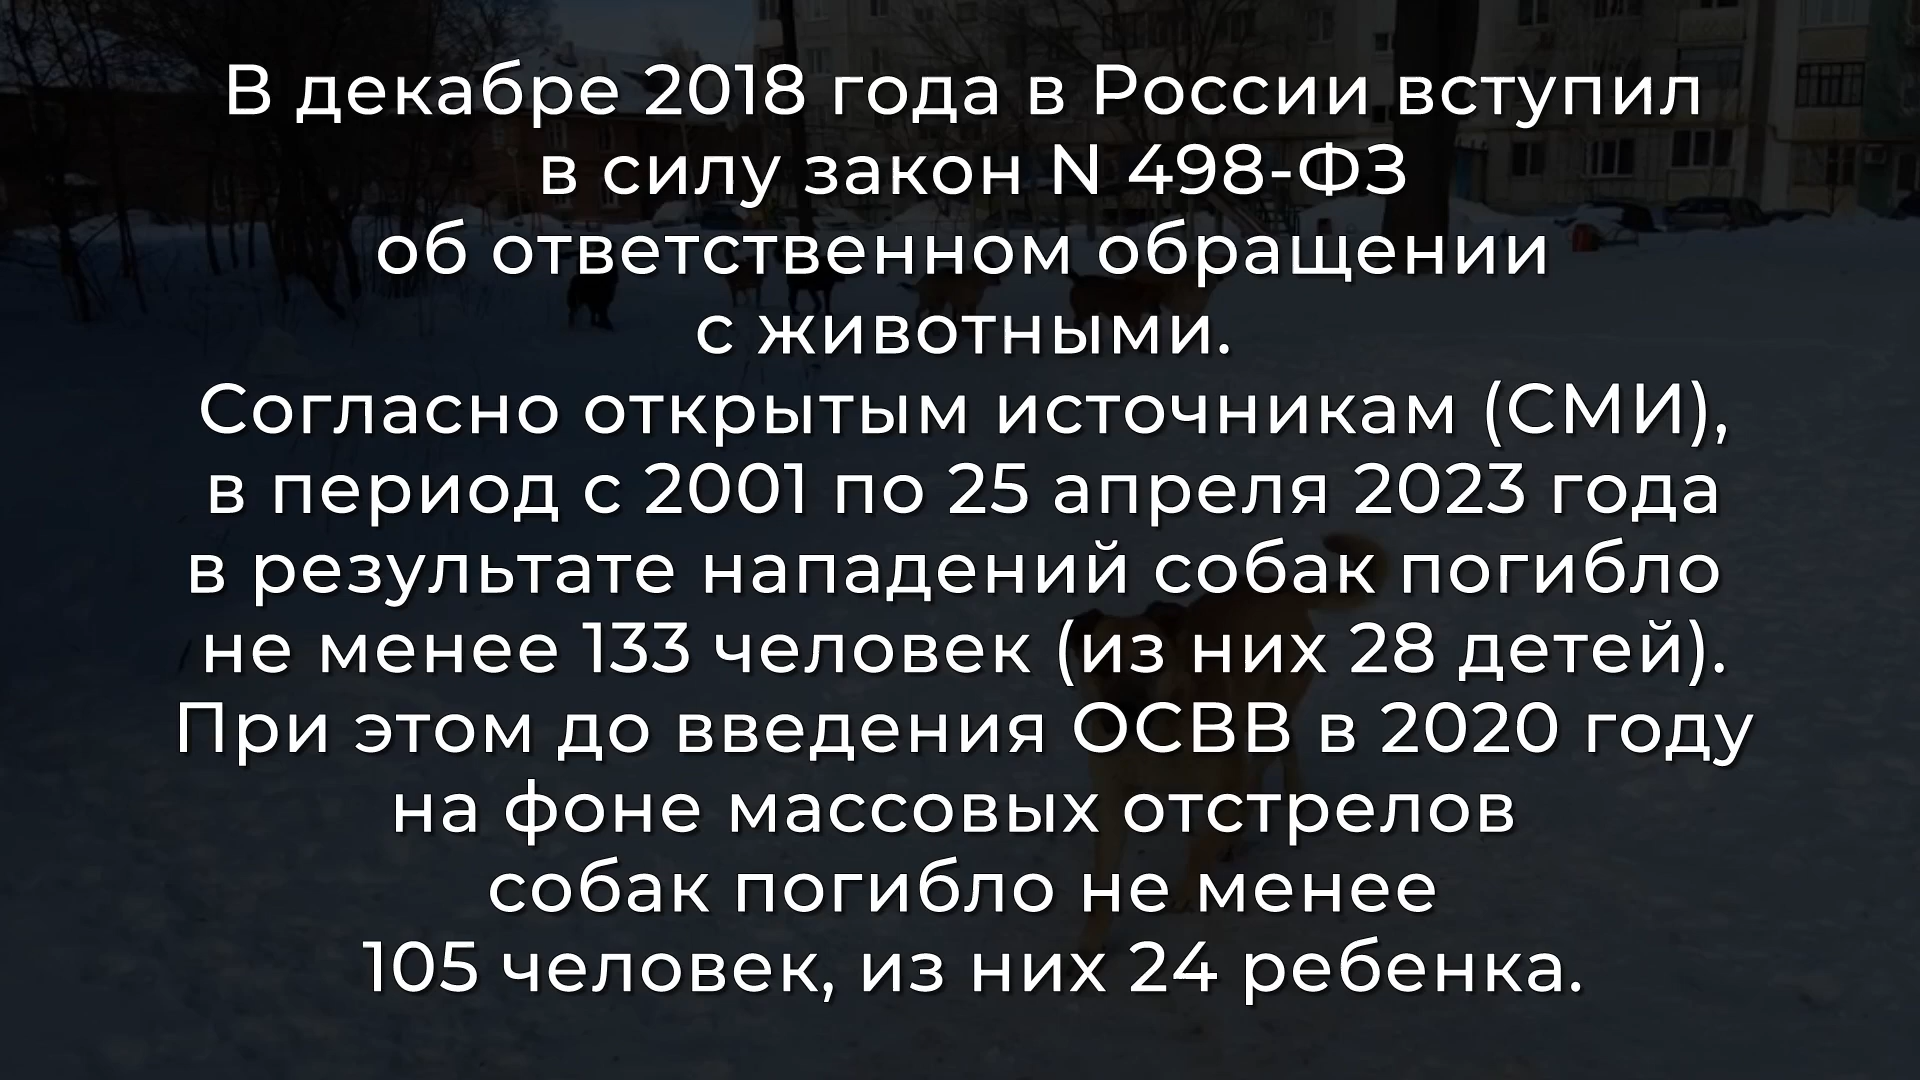 В декабре 2018 года в России вступил
в силу закон N 498-ФЗ
об ответственном обращении
с животными.
Согласно открытым источникам (СМИ),
в период с 2001 по 25 апреля 2023 года
в результате нападений собак погибло
не менее 133 человек (из них 28 детей).
При этом до введения ОСВВ в 2020 году
на фоне массовых отстрелов
собак погибло не менее
105 человек, из них 24 ребенка.